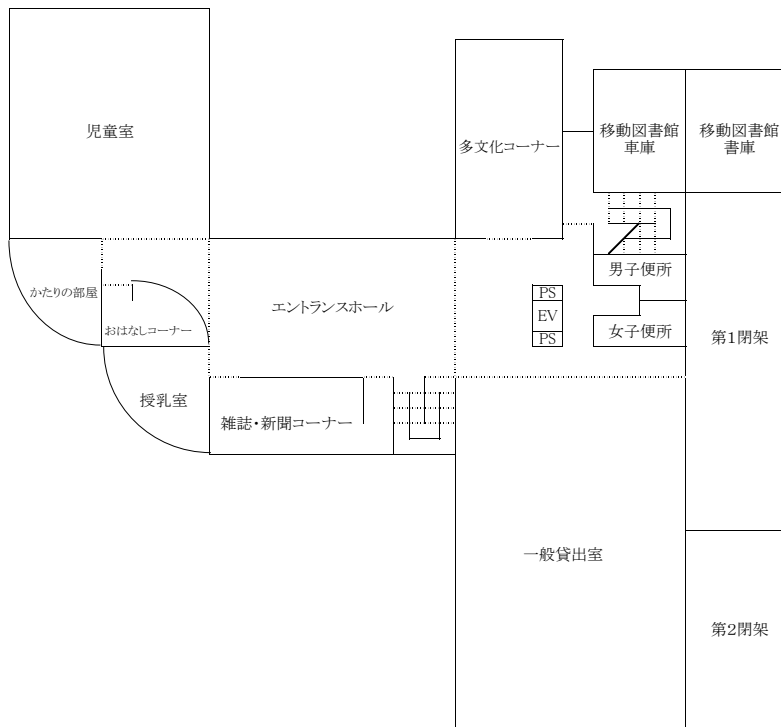 児童室
多文化コーナー
移動図書館
車庫
移動図書館
書庫
かたりの部屋
おはなしコーナー
エントランスホール
PS
EV
PS
男子便所
女子便所
第1閉架
授乳室
雑誌・新聞コーナー
一般貸出室
第2閉架